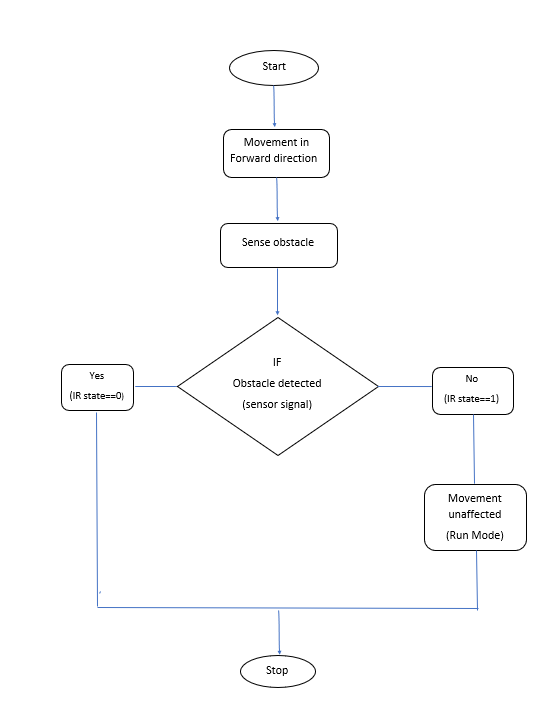 Start
Movement in
Forward direction
Sense obstacle
IF
Obstacle detected
(sensor signal)
Yes
(IR state==0)
No
(IR state==1)
Movement
unaffected
(Run Mode)
Stop